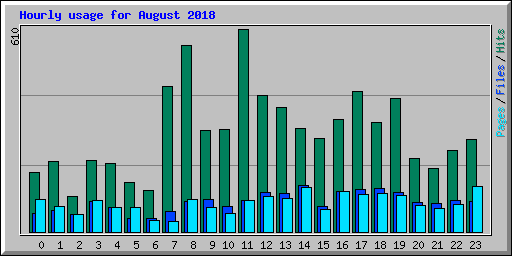 Hourly usage for August 2018
610
Pages/Files/Hits
0 1 2 3 4 5 6 7 8 9 10 11 12 13 14 15 16 17 18 19 20 21 22 23